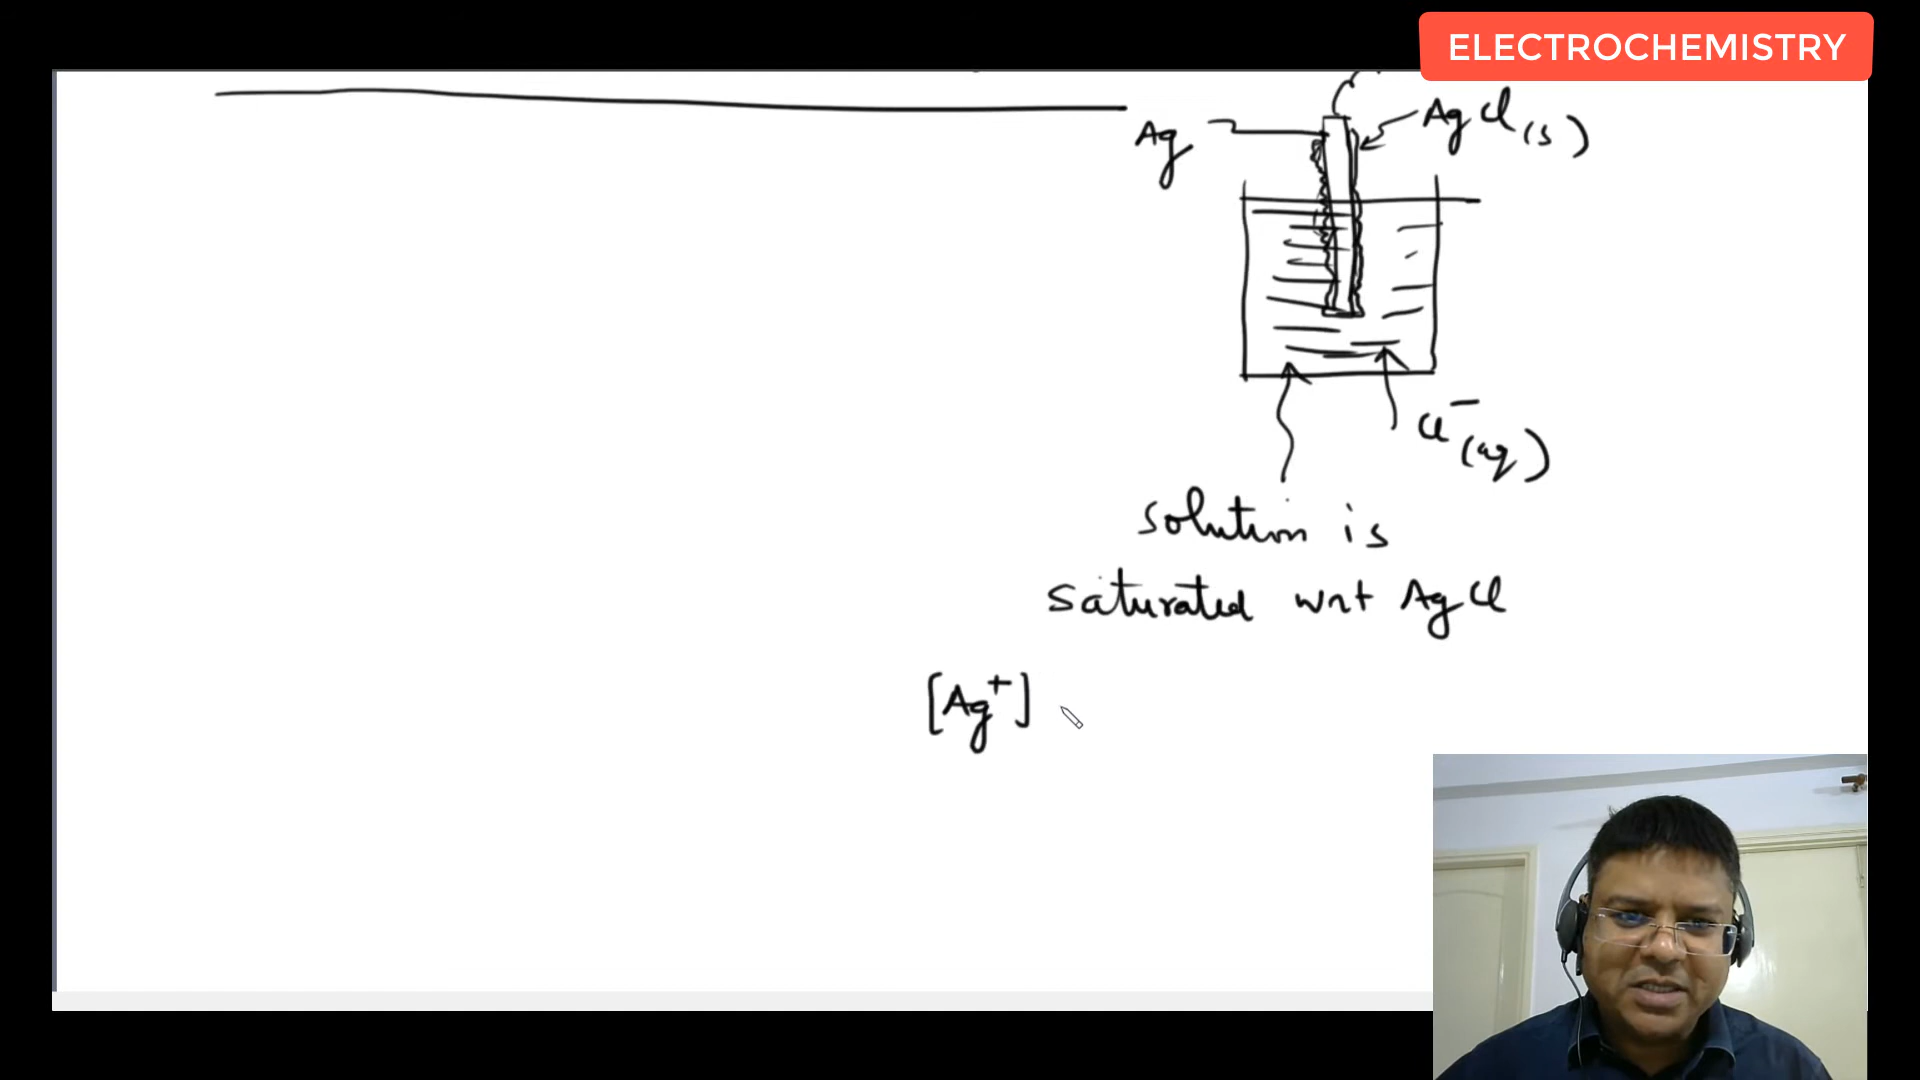 ELECTROCHEMISTRY
Ag
AgCl(s)
Cl⁻(aq)
solution is
saturated wrt AgCl
[Ag⁺]